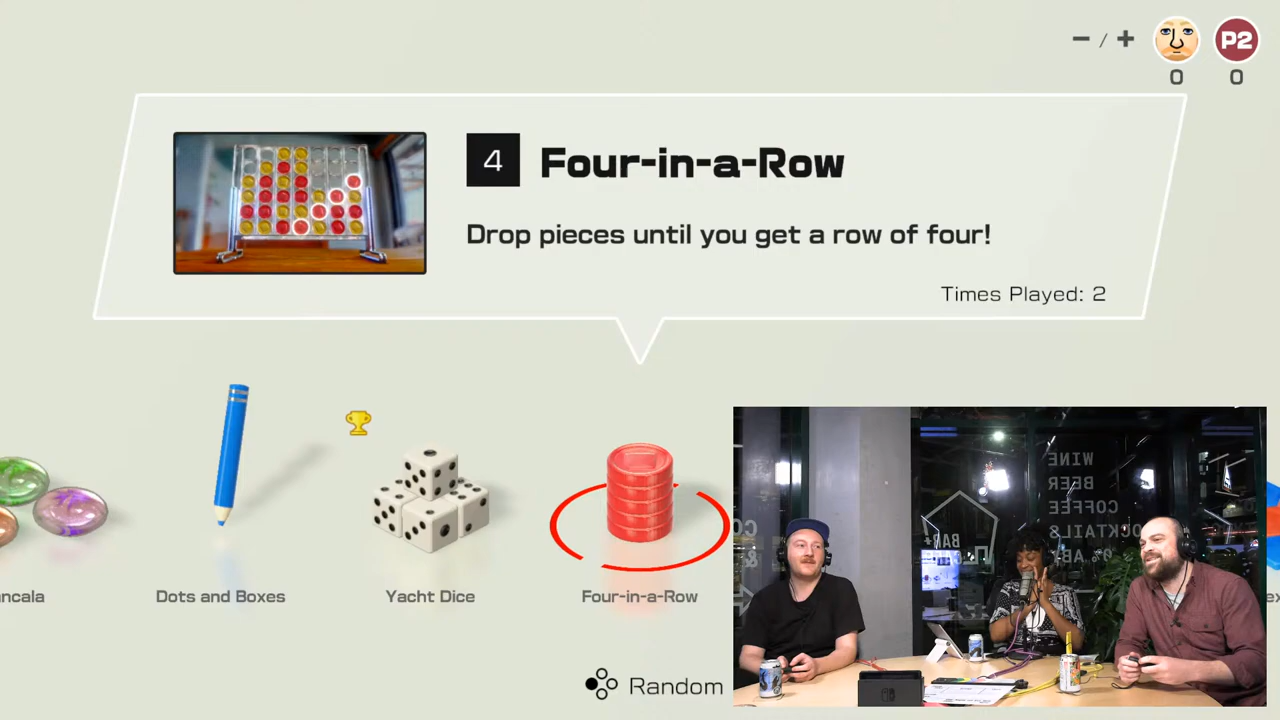 - / +
P2
0
0
4
Four-in-a-Row
Drop pieces until you get a row of four!
Times Played: 2
Dots and Boxes
Yacht Dice
Four-in-a-Row
Random
WINE
BEER
COFFEE
BAR+